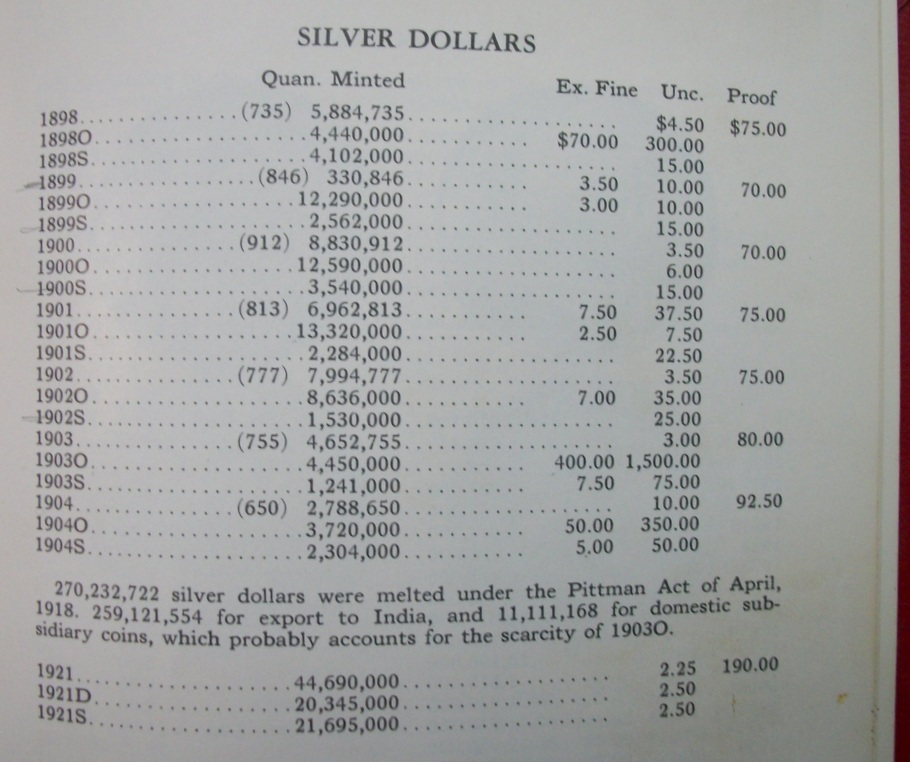 SILVER DOLLARS
Quan. Minted Ex. Fine Unc. Proof
1898 (735) 5,884,735 $4.50 $75.00
1898O 4,440,000 $70.00 300.00
1898S 4,102,000 15.00
1899 (846) 330,846 3.50 10.00 70.00
1899O 12,290,000 3.00 10.00
1899S 2,562,000 15.00
1900 (912) 8,830,912 3.50 70.00
1900O 12,590,000 6.00
1900S 3,540,000 15.00
1901 (813) 6,962,813 7.50 37.50 75.00
1901O 13,320,000 2.50 7.50
1901S 2,284,000 22.50
1902 (777) 7,994,777 3.50 75.00
1902O 8,636,000 7.00 35.00
1902S 1,530,000 25.00
1903 (755) 4,652,755 3.00 80.00
1903O 4,450,000 400.00 1,500.00
1903S 1,241,000 7.50 75.00
1904 (650) 2,788,650 10.00 92.50
1904O 3,720,000 50.00 350.00
1904S 2,304,000 5.00 50.00
270,232,722 silver dollars were melted under the Pittman Act of April,
1918. 259,121,554 for export to India, and 11,111,168 for domestic sub-
sidiary coins, which probably accounts for the scarcity of 1903O.
1921 44,690,000 2.25 190.00
1921D 20,345,000 2.50
1921S 21,695,000 2.50